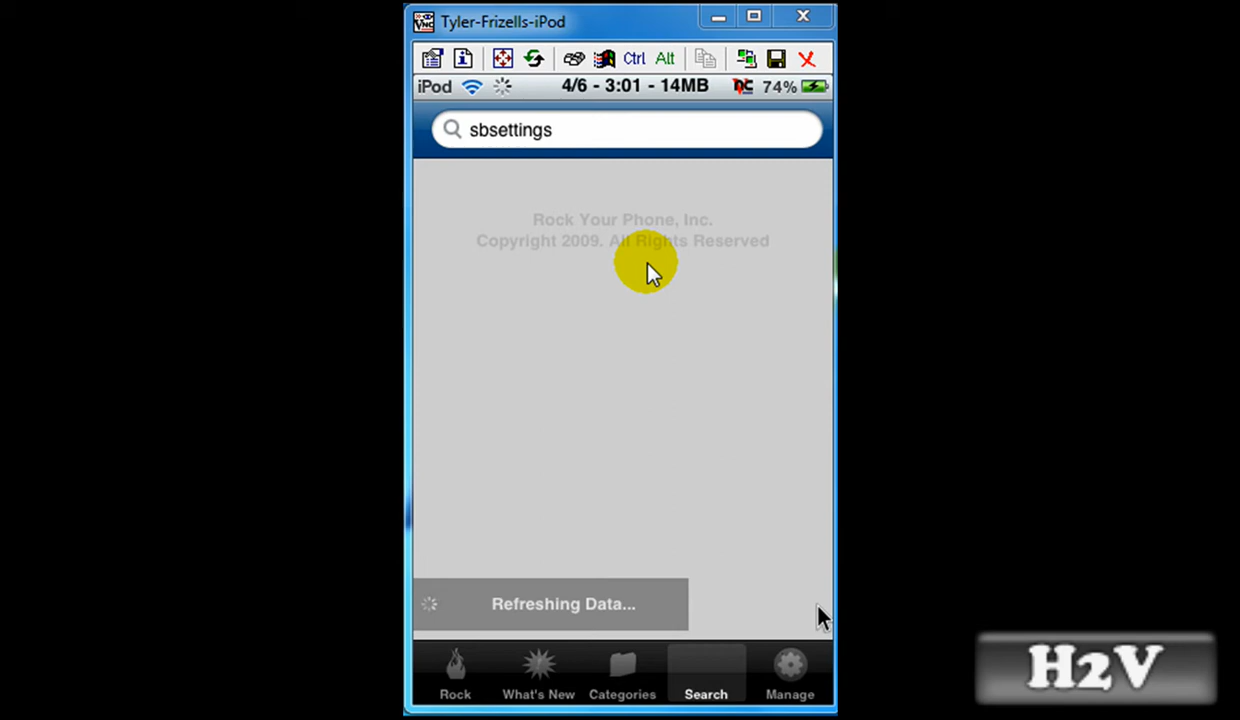 Tyler-Frizells-iPod
Ctrl Alt
iPod 4/6 - 3:01 - 14MB 74%
sbsettings
Rock Your Phone, Inc.
Copyright 2009. All Rights Reserved
Refreshing Data...
Rock What's New Categories Search Manage
H2V